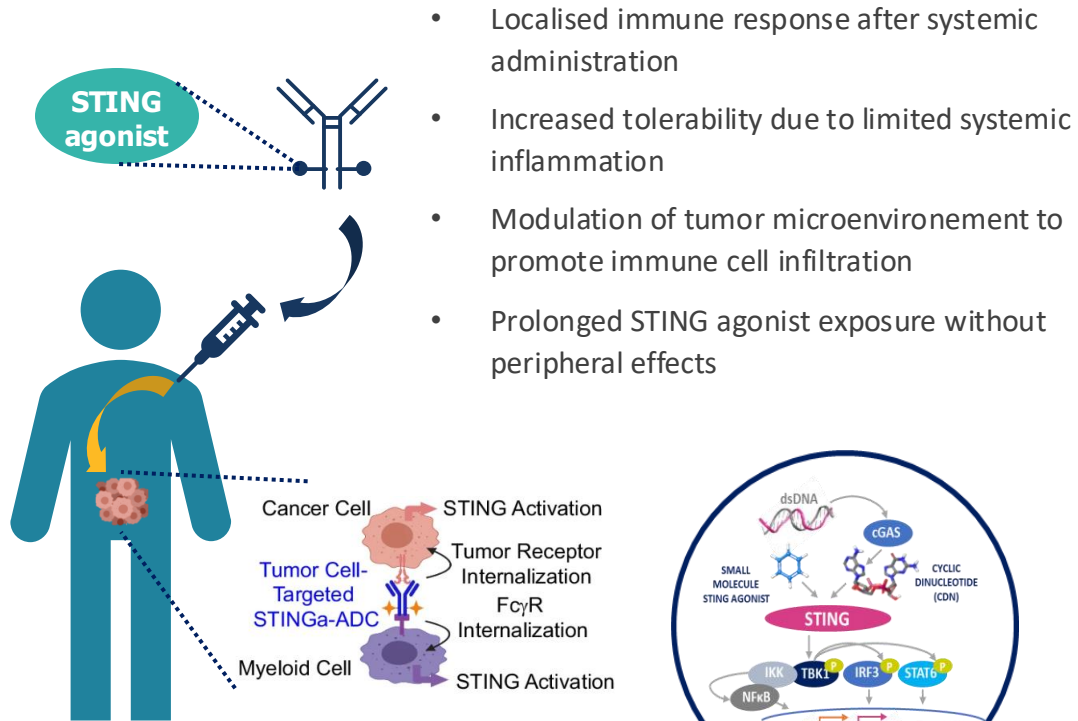 STING
agonist
• Localised immune response after systemic
administration
• Increased tolerability due to limited systemic
inflammation
• Modulation of tumor microenvironement to
promote immune cell infiltration
• Prolonged STING agonist exposure without
peripheral effects
Cancer Cell
STING Activation
Tumor Receptor
Internalization
Tumor Cell-
Targeted
STINGa-ADC
FcγR
Internalization
Myeloid Cell
STING Activation
dsDNA
cGAS
SMALL
MOLECULE
STING AGONIST
CYCLIC
DINUCLEOTIDE
(CDN)
STING
IKK
TBK1
P
IRF3
P
STAT6
P
NFκB